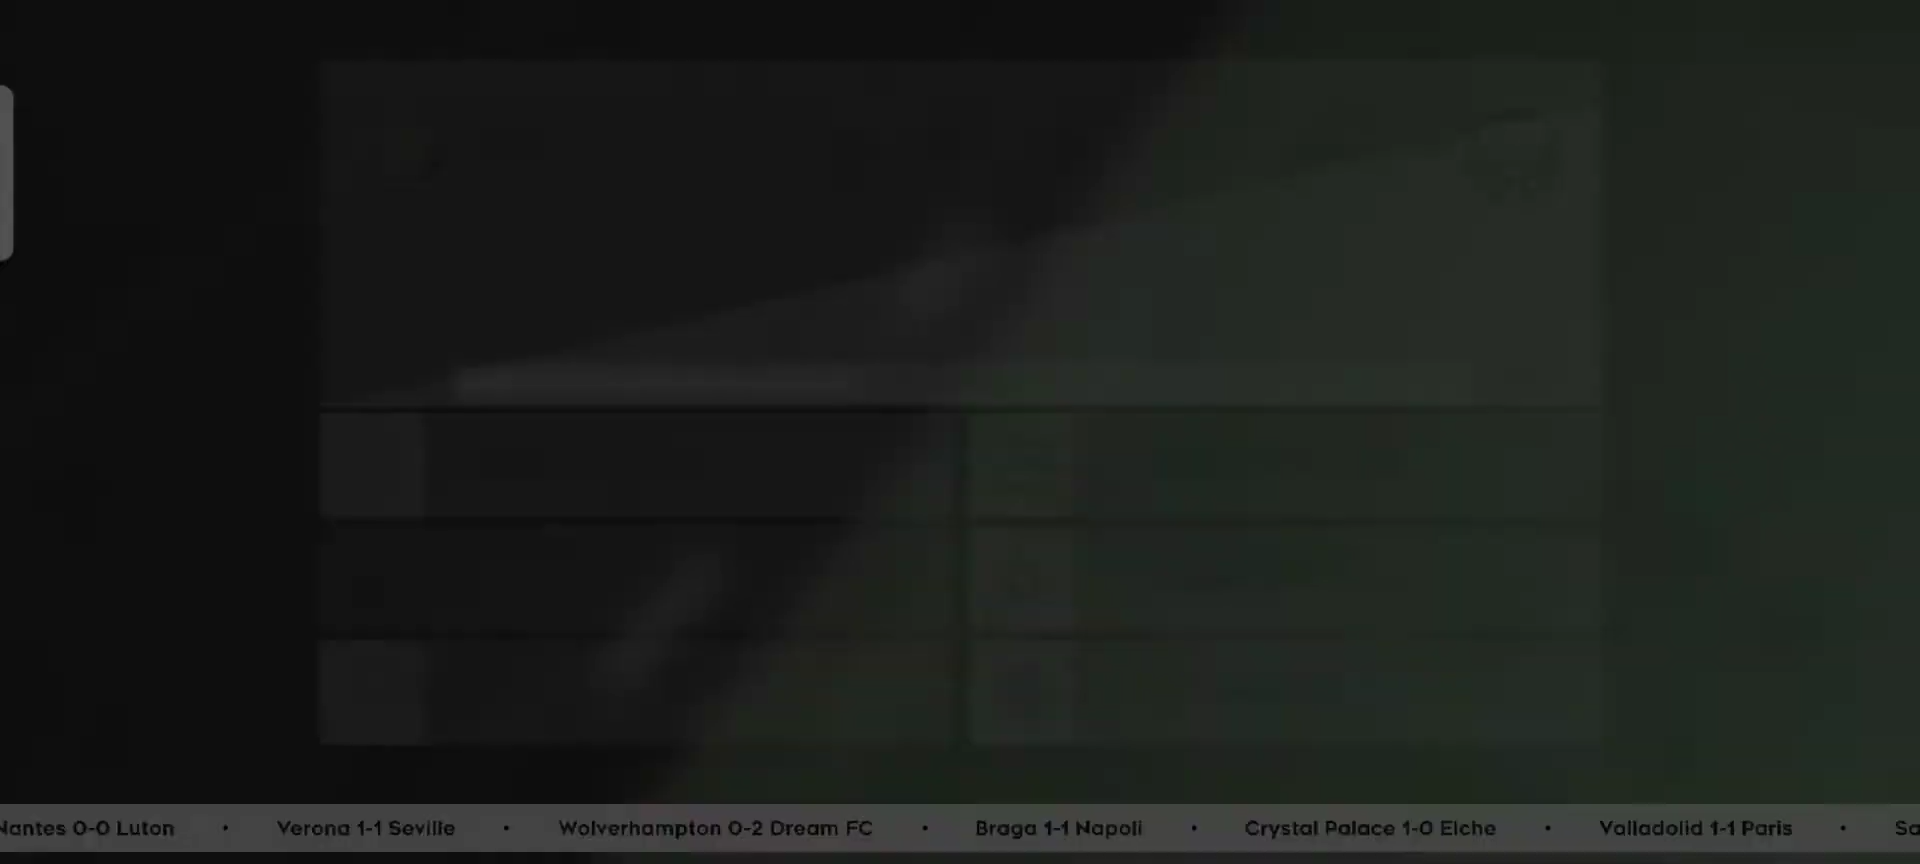 Nantes 0-0 Luton • Verona 1-1 Seville • Wolverhampton 0-2 Dream FC • Braga 1-1 Napoli • Crystal Palace 1-0 Elche • Valladolid 1-1 Paris •